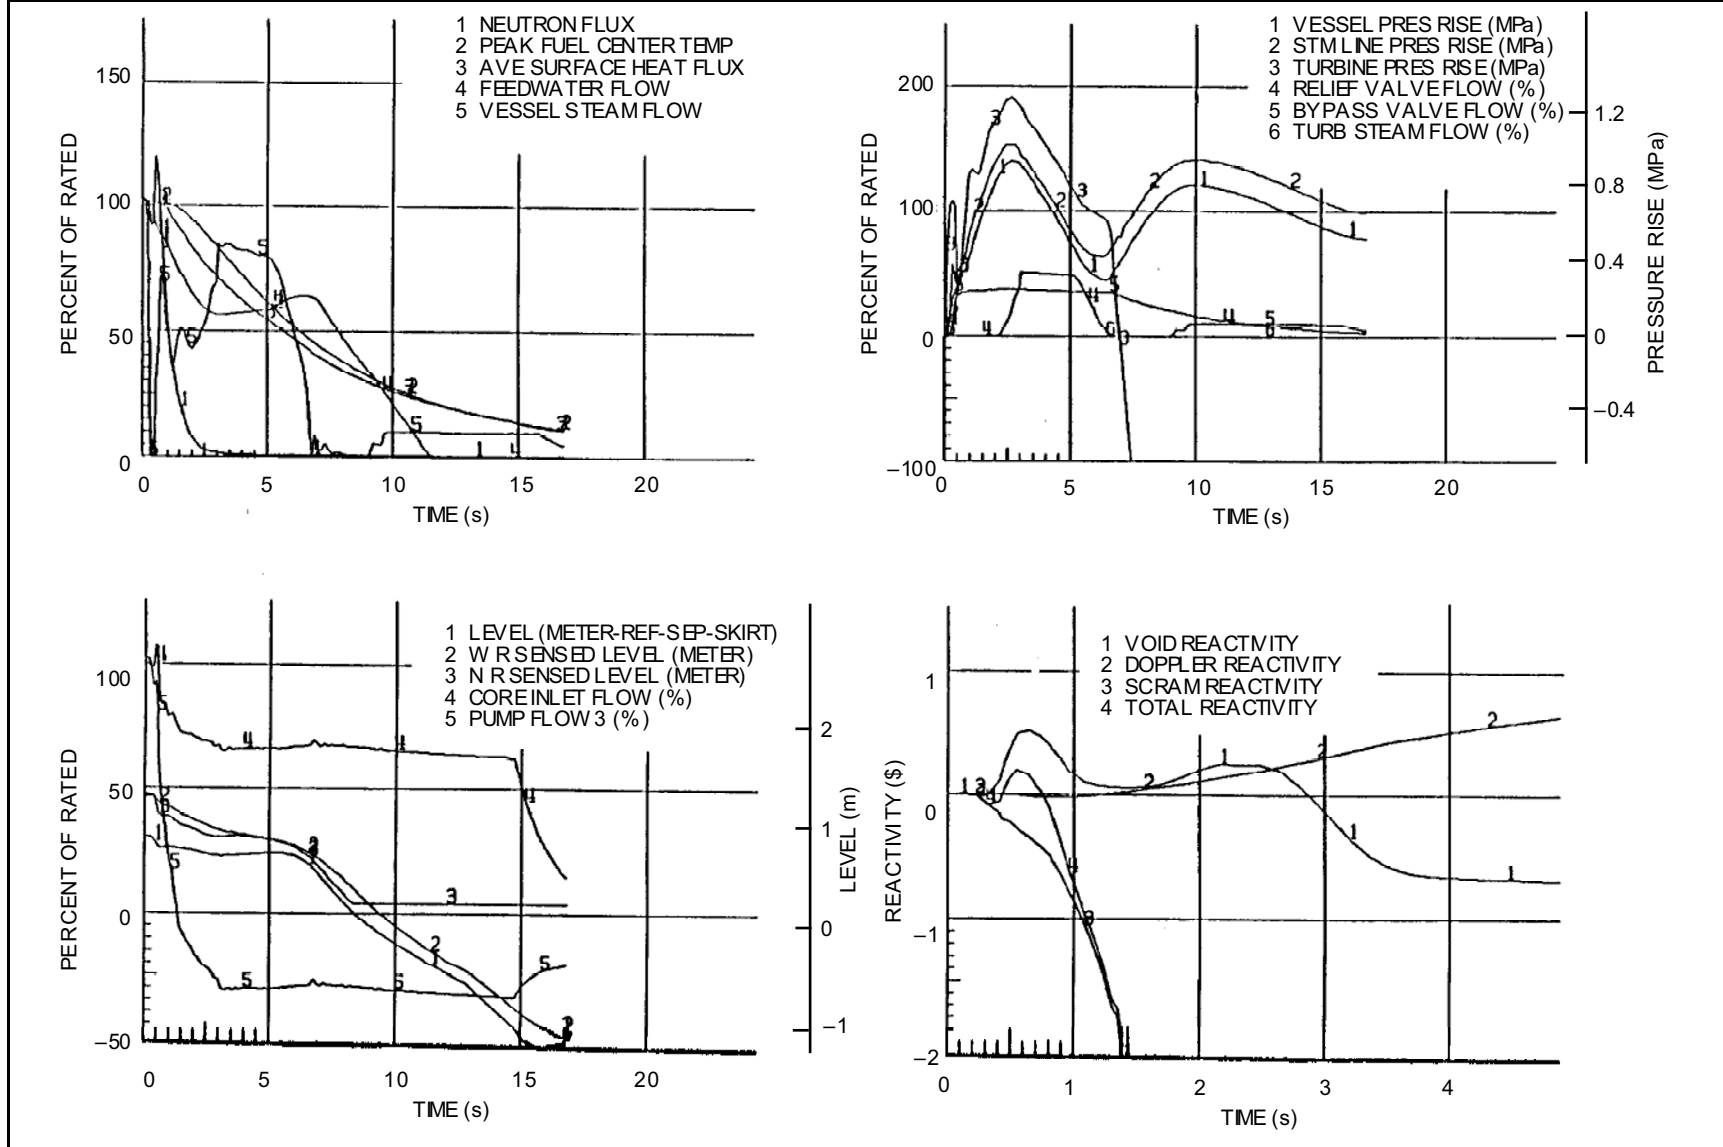 1 NEUTRON FLUX
2 PEAK FUEL CENTER TEMP
3 AVE SURFACE HEAT FLUX
4 FEEDWATER FLOW
5 VESSEL STEAM FLOW
150
100
50
0
PERCENT OF RATED
0 5 10 15 20
TIME (s)
1 VESSEL PRES RISE (MPa)
2 STM LINE PRES RISE (MPa)
3 TURBINE PRES RISE (MPa)
4 RELIEF VALVE FLOW (%)
5 BYPASS VALVE FLOW (%)
6 TURB STEAM FLOW (%)
200
100
0
−100
PERCENT OF RATED
1.2
0.8
0.4
0
−0.4
PRESSURE RISE (MPa)
0 5 10 15 20
TIME (s)
1 LEVEL (METER-REF-SEP-SKIRT)
2 W R SENSED LEVEL (METER)
3 N R SENSED LEVEL (METER)
4 CORE INLET FLOW (%)
5 PUMP FLOW 3 (%)
100
50
0
−50
PERCENT OF RATED
2
1
0
−1
LEVEL (m)
0 5 10 15 20
TIME (s)
1 VOID REACTIVITY
2 DOPPLER REACTIVITY
3 SCRAM REACTIVITY
4 TOTAL REACTIVITY
1
0
−1
−2
REACTIVITY ($)
0 1 2 3 4
TIME (s)